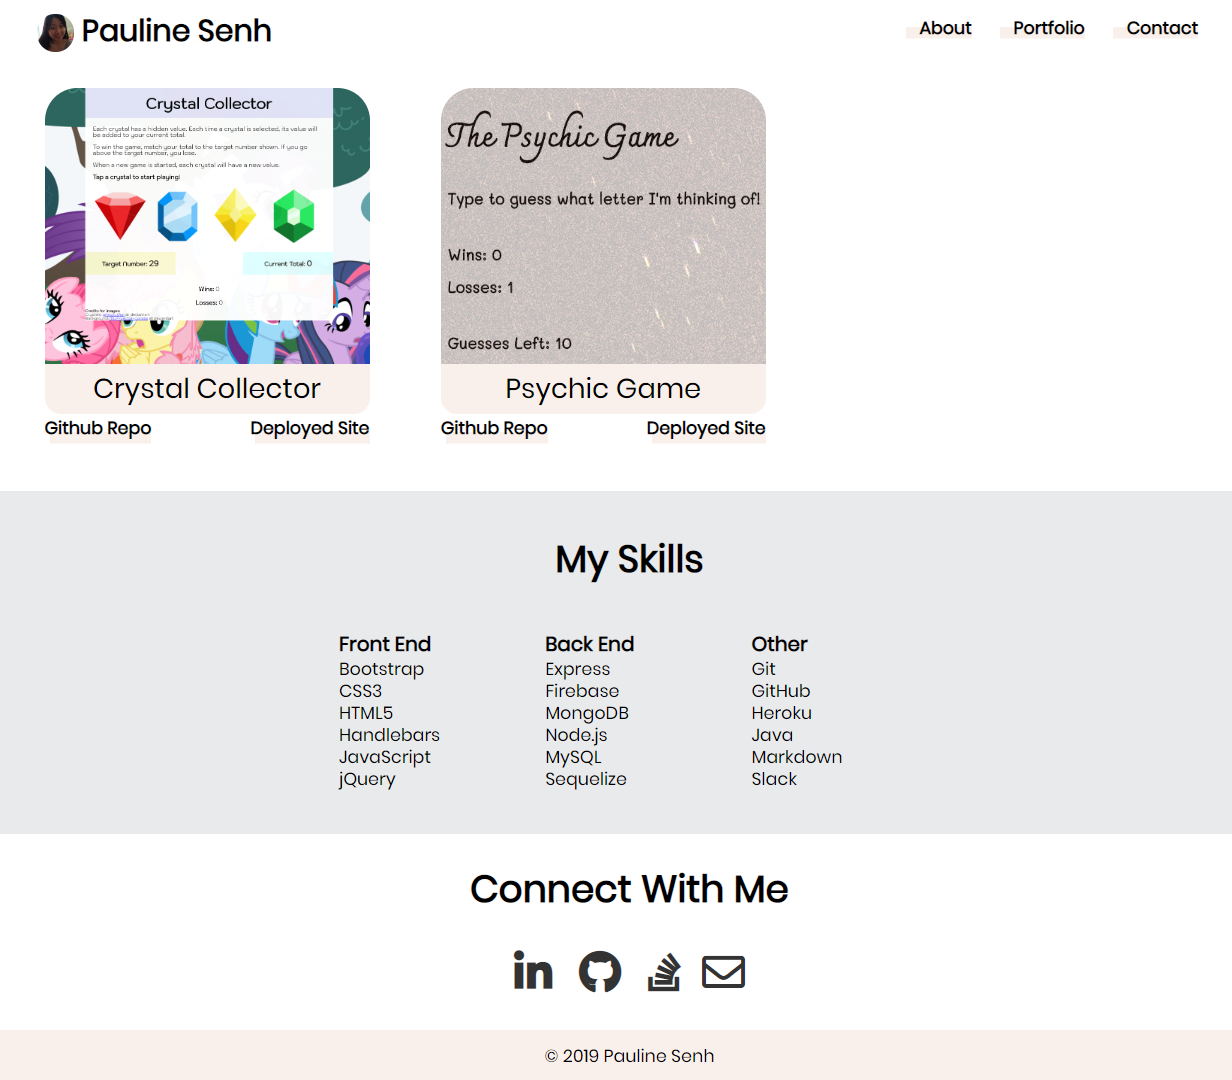 Pauline Senh
About Portfolio Contact
Crystal Collector
Each crystal has a hidden value. Each time a crystal is selected, its value will
be added to your current total.
To win the game, match your total to the target number shown. If you go
above the target number, you lose.
When a new game is started, each crystal will have a new value.
Tap a crystal to start playing!
Target Number: 29
Current Total: 0
Wins: 0
Losses: 0
Credits for images
Crystal Collector
Github Repo Deployed Site
The Psychic Game
Type to guess what letter I'm thinking of!
Wins: 0
Losses: 1
Guesses Left: 10
Psychic Game
Github Repo Deployed Site
My Skills
Front End
Bootstrap
CSS3
HTML5
Handlebars
JavaScript
jQuery
Back End
Express
Firebase
MongoDB
Node.js
MySQL
Sequelize
Other
Git
GitHub
Heroku
Java
Markdown
Slack
Connect With Me
in
© 2019 Pauline Senh